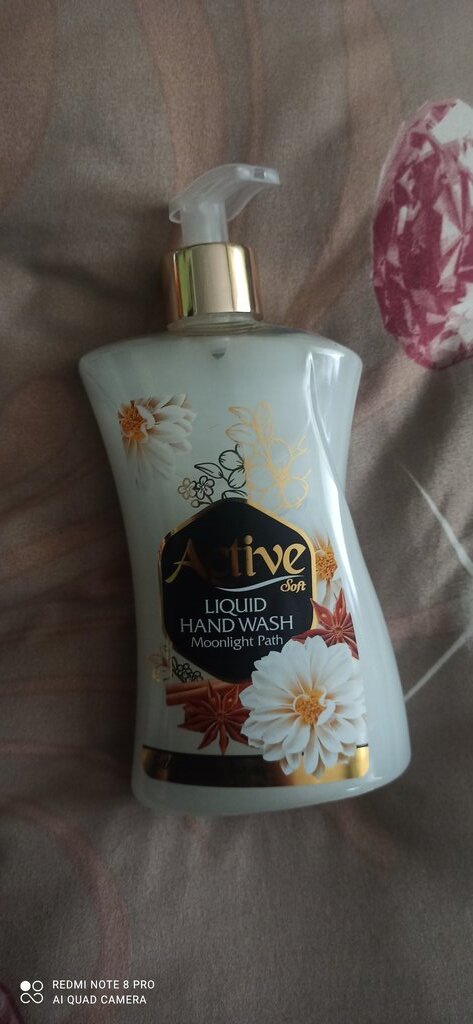 Active
Soft
LIQUID
HAND WASH
Moonlight Path
REDMI NOTE 8 PRO
AI QUAD CAMERA